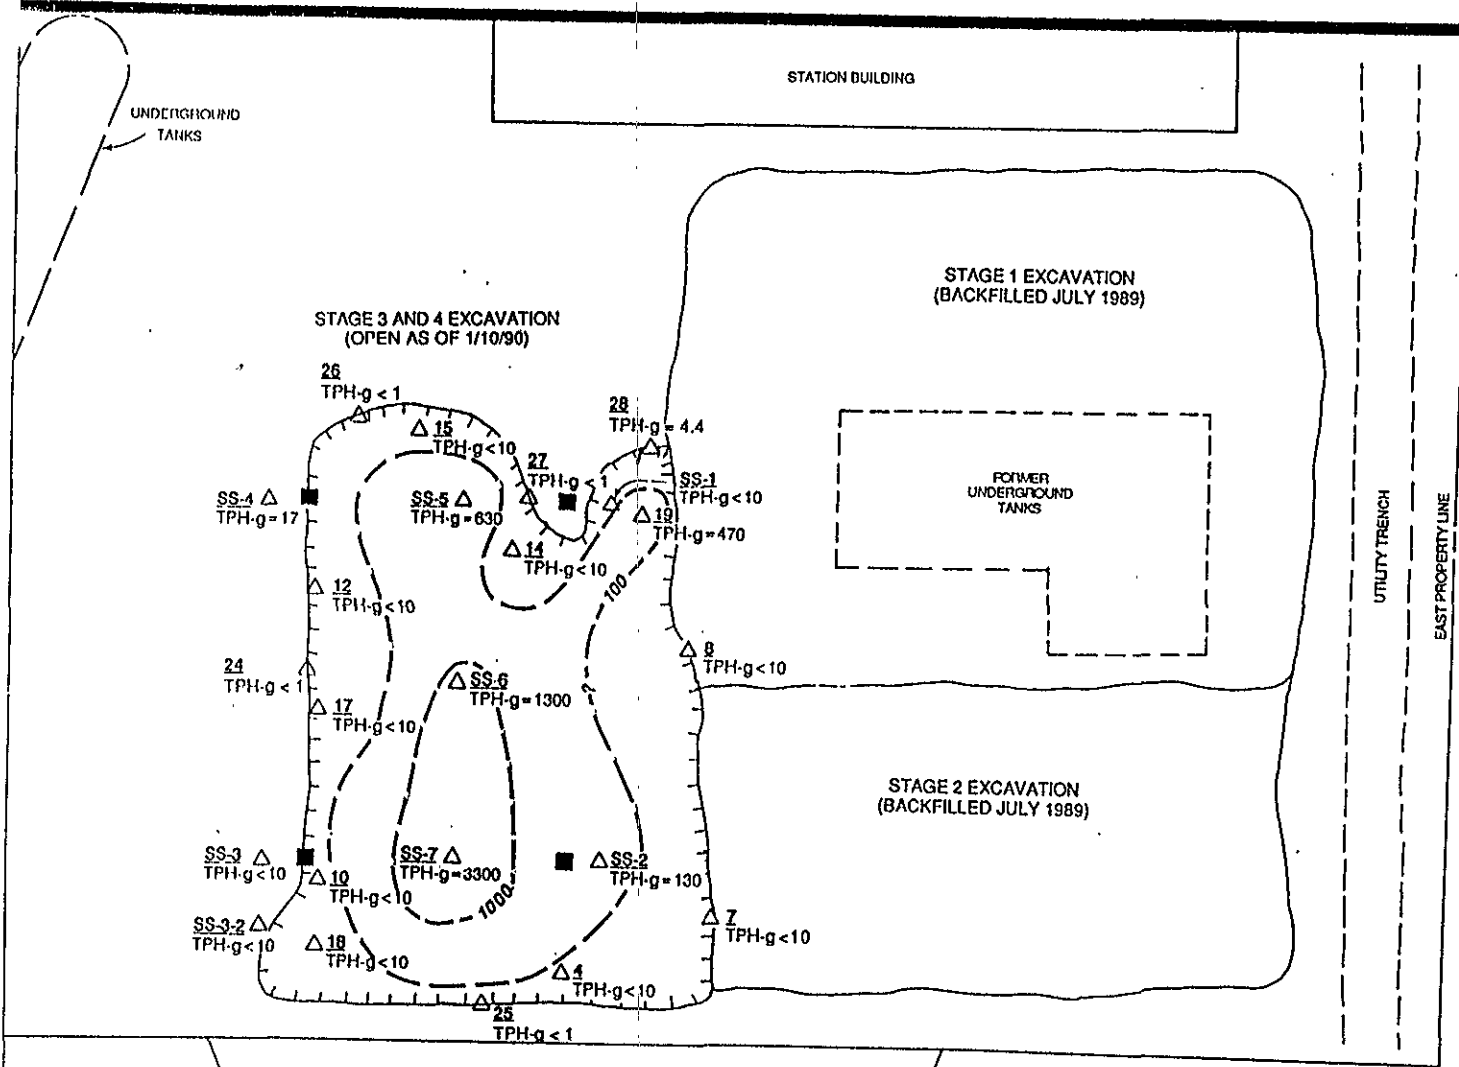 STATION BUILDING
UNDERGROUND
TANKS
STAGE 1 EXCAVATION
(BACKFILLED JULY 1989)
STAGE 3 AND 4 EXCAVATION
(OPEN AS OF 1/10/90)
26
TPH-g < 1
28
TPH-g = 4.4
15
TPH-g < 10
27
TPH-g < 1
SS-1
TPH-g < 10
SS-4
TPH-g = 17
SS-5
TPH-g = 630
19
TPH-g = 470
FORMER
UNDERGROUND
TANKS
14
TPH-g < 10
100
12
TPH-g < 10
UTILITY TRENCH
EAST PROPERTY LINE
8
TPH-g < 10
24
TPH-g < 1
SS-6
TPH-g = 1300
?
17
TPH-g < 10
STAGE 2 EXCAVATION
(BACKFILLED JULY 1989)
SS-3
TPH-g < 10
SS-7
TPH-g = 3300
SS-2
TPH-g = 130
10
TPH-g < 10
1000
SS-3-2
TPH-g < 10
7
TPH-g < 10
18
TPH-g < 10
4
TPH-g < 10
25
TPH-g < 1